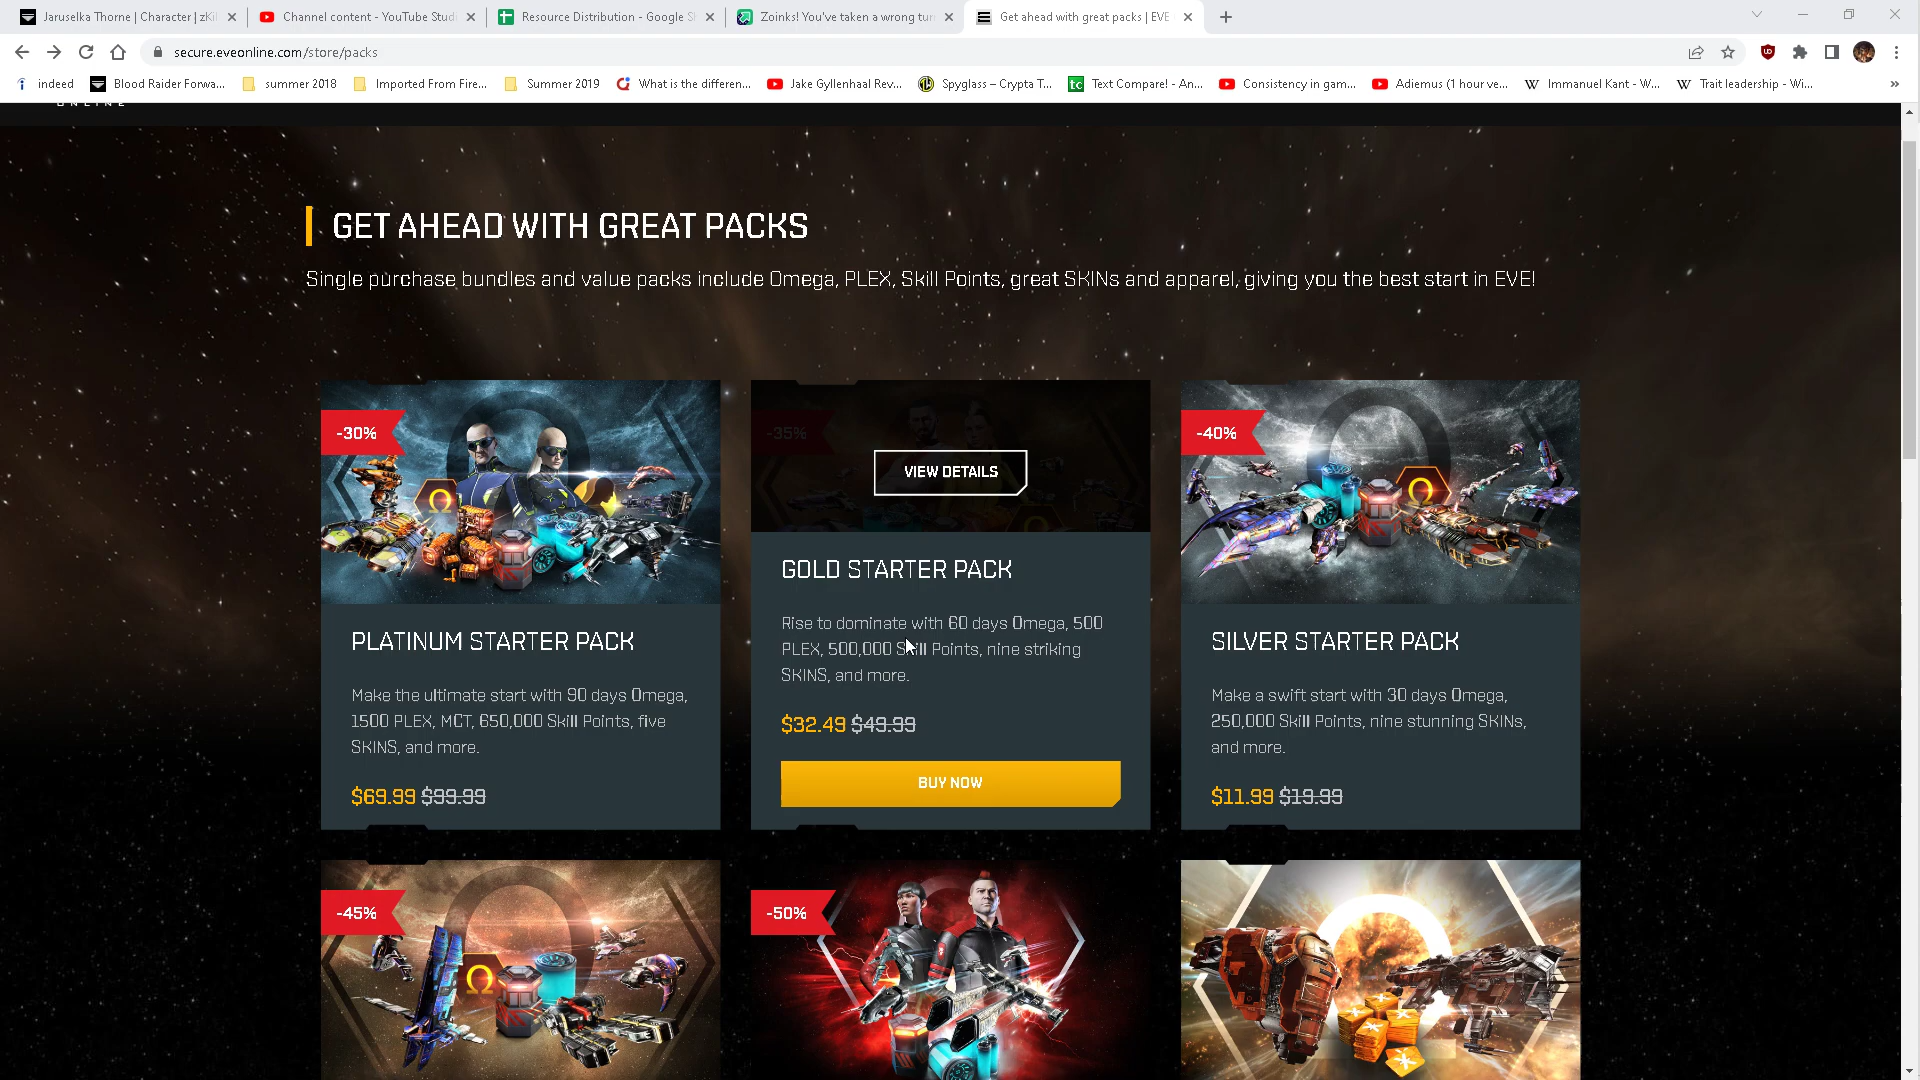 Jaruselka Thorne | Character | zKil
Channel content - YouTube Studi
Resource Distribution - Google S
Zoinks! You've taken a wrong turn
Get ahead with great packs | EVE
secure.eveonline.com/store/packs
indeed
Blood Raider Forwa...
summer 2018
Imported From Fire...
Summer 2019
What is the differen...
Jake Gyllenhaal Rev...
Spyglass – Crypta T...
Text Compare! - An...
Consistency in gam...
Adiemus (1 hour ve...
Immanuel Kant - W...
Trait leadership - Wi...
ONLINE
GET AHEAD WITH GREAT PACKS
Single purchase bundles and value packs include Omega, PLEX, Skill Points, great SKINs and apparel, giving you the best start in EVE!
-30%
PLATINUM STARTER PACK
Make the ultimate start with 90 days Omega,
1500 PLEX, MCT, 650,000 Skill Points, five
SKINS, and more.
$69.99 $99.99
-35%
VIEW DETAILS
GOLD STARTER PACK
Rise to dominate with 60 days Omega, 500
PLEX, 500,000 Skill Points, nine striking
SKINS, and more.
$32.49 $49.99
BUY NOW
-40%
SILVER STARTER PACK
Make a swift start with 30 days Omega,
250,000 Skill Points, nine stunning SKINs,
and more.
$11.99 $19.99
-45%
-50%